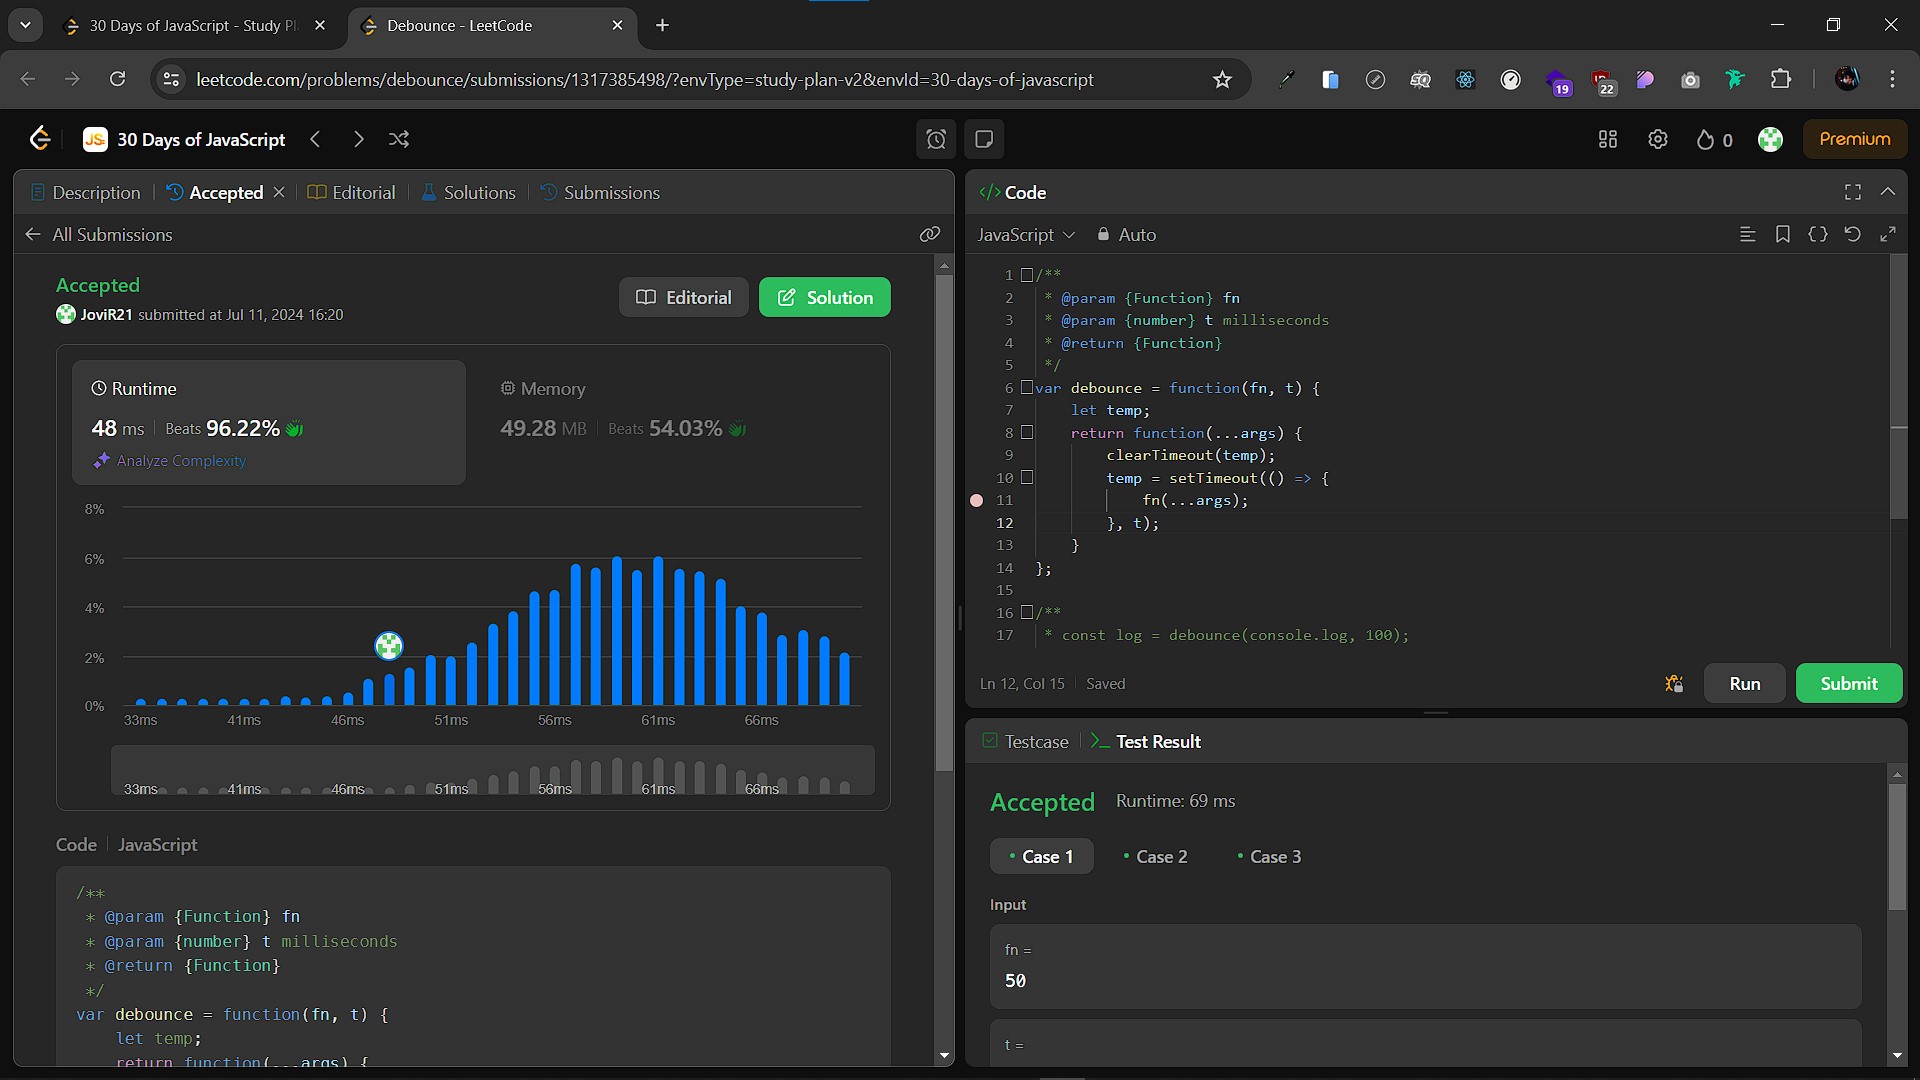 30 Days of JavaScript - Study Pl
Debounce - LeetCode
leetcode.com/problems/debounce/submissions/1317385498/?envType=study-plan-v2&envId=30-days-of-javascript
19
22
JS
30 Days of JavaScript
0
Premium
Description
Accepted
Editorial
Solutions
Submissions
All Submissions
Accepted
JoviR21 submitted at Jul 11, 2024 16:20
Editorial
Solution
Runtime
48 ms
Beats 96.22%
Analyze Complexity
Memory
49.28 MB
Beats 54.03%
8%
6%
4%
2%
0%
33ms 41ms 46ms 51ms 56ms 61ms 66ms
33ms 41ms 46ms 51ms 56ms 61ms 66ms
Code
JavaScript
/**
* @param {Function} fn
* @param {number} t milliseconds
* @return {Function}
*/
var debounce = function(fn, t) {
let temp;
return function(...args) {
</> Code
JavaScript
Auto
1 /**
2 * @param {Function} fn
3 * @param {number} t milliseconds
4 * @return {Function}
5 */
6 var debounce = function(fn, t) {
7 let temp;
8 return function(...args) {
9 clearTimeout(temp);
10 temp = setTimeout(() => {
11 fn(...args);
12 }, t);
13 }
14 };
15
16 /**
17 * const log = debounce(console.log, 100);
Ln 12, Col 15
Saved
Run
Submit
Testcase
Test Result
Accepted
Runtime: 69 ms
Case 1
Case 2
Case 3
Input
fn =
50
t =